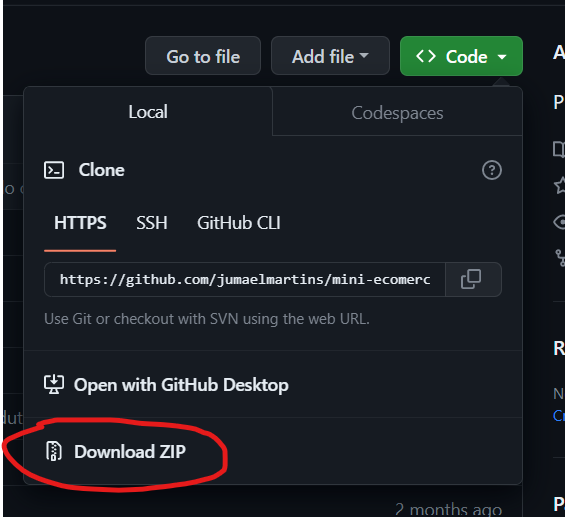 Go to file
Add file
<> Code
A
Local
Codespaces
P
Clone
HTTPS
SSH
GitHub CLI
https://github.com/jumaelmartins/mini-ecomerc
Use Git or checkout with SVN using the web URL.
R
Open with GitHub Desktop
N
Cr
dut
Download ZIP
2 months ago